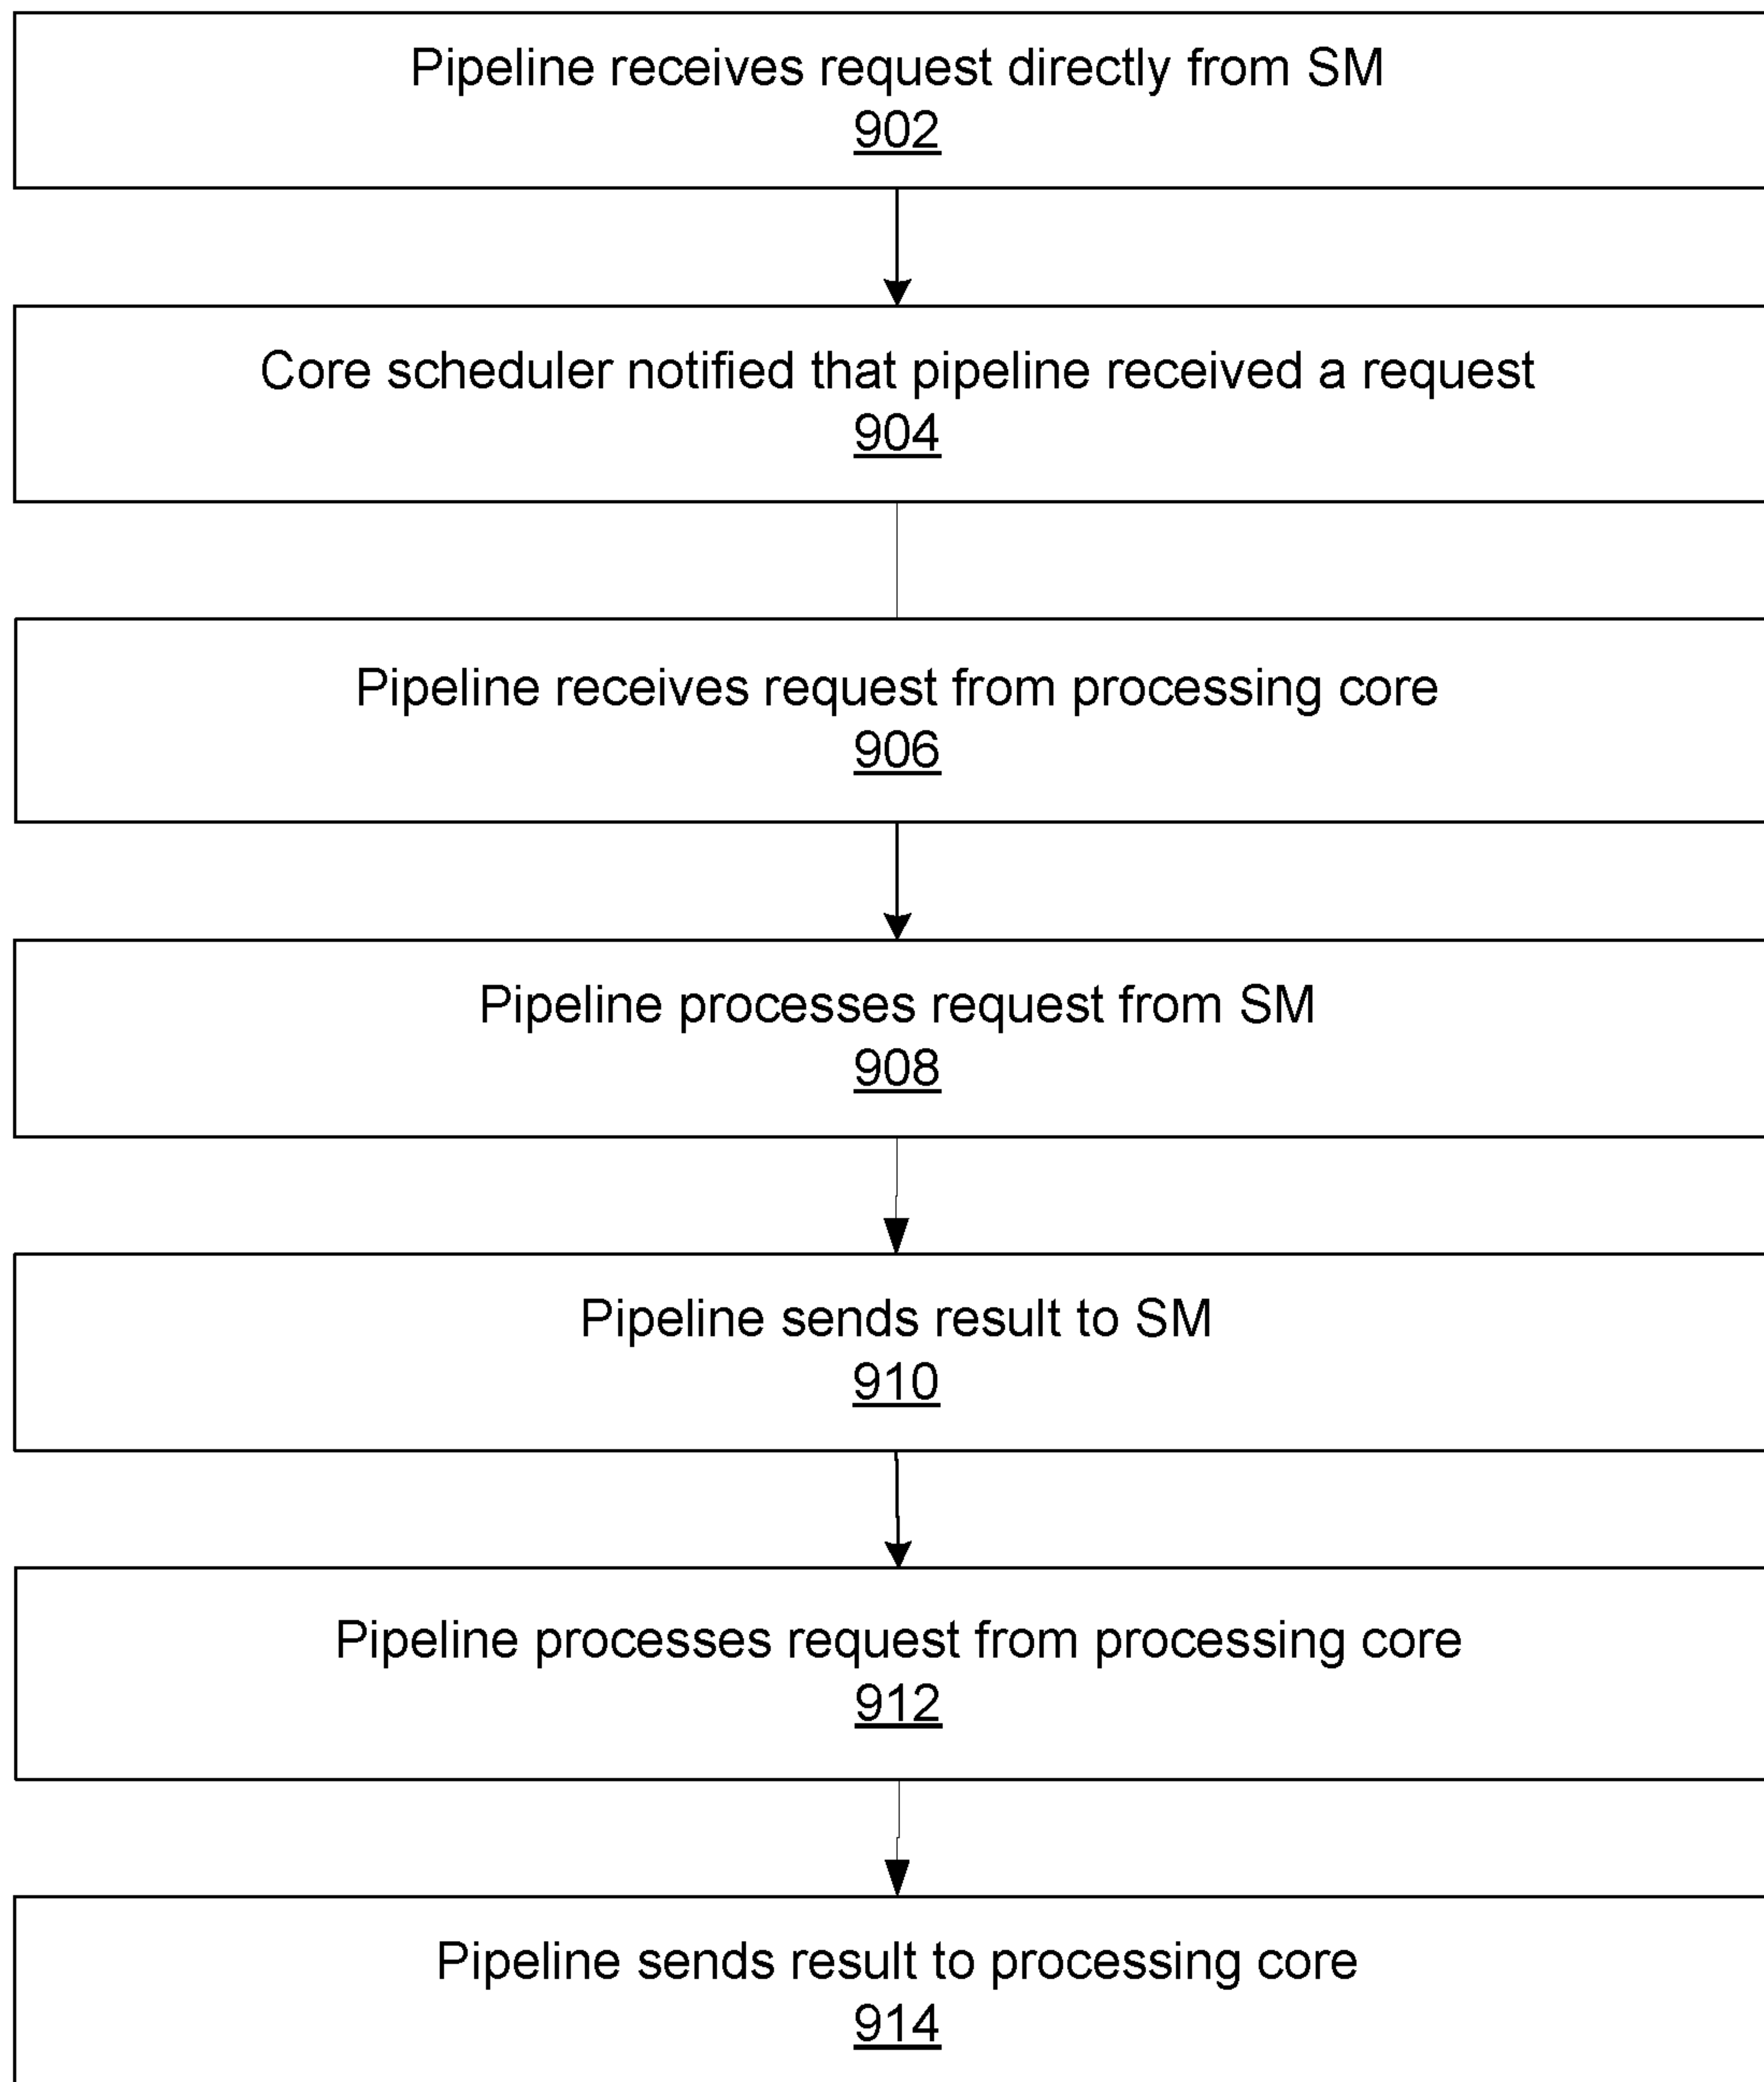 Pipeline receives request directly from SM
902
Core scheduler notified that pipeline received a request
904
Pipeline receives request from processing core
906
Pipeline processes request from SM
908
Pipeline sends result to SM
910
Pipeline processes request from processing core
912
Pipeline sends result to processing core
914